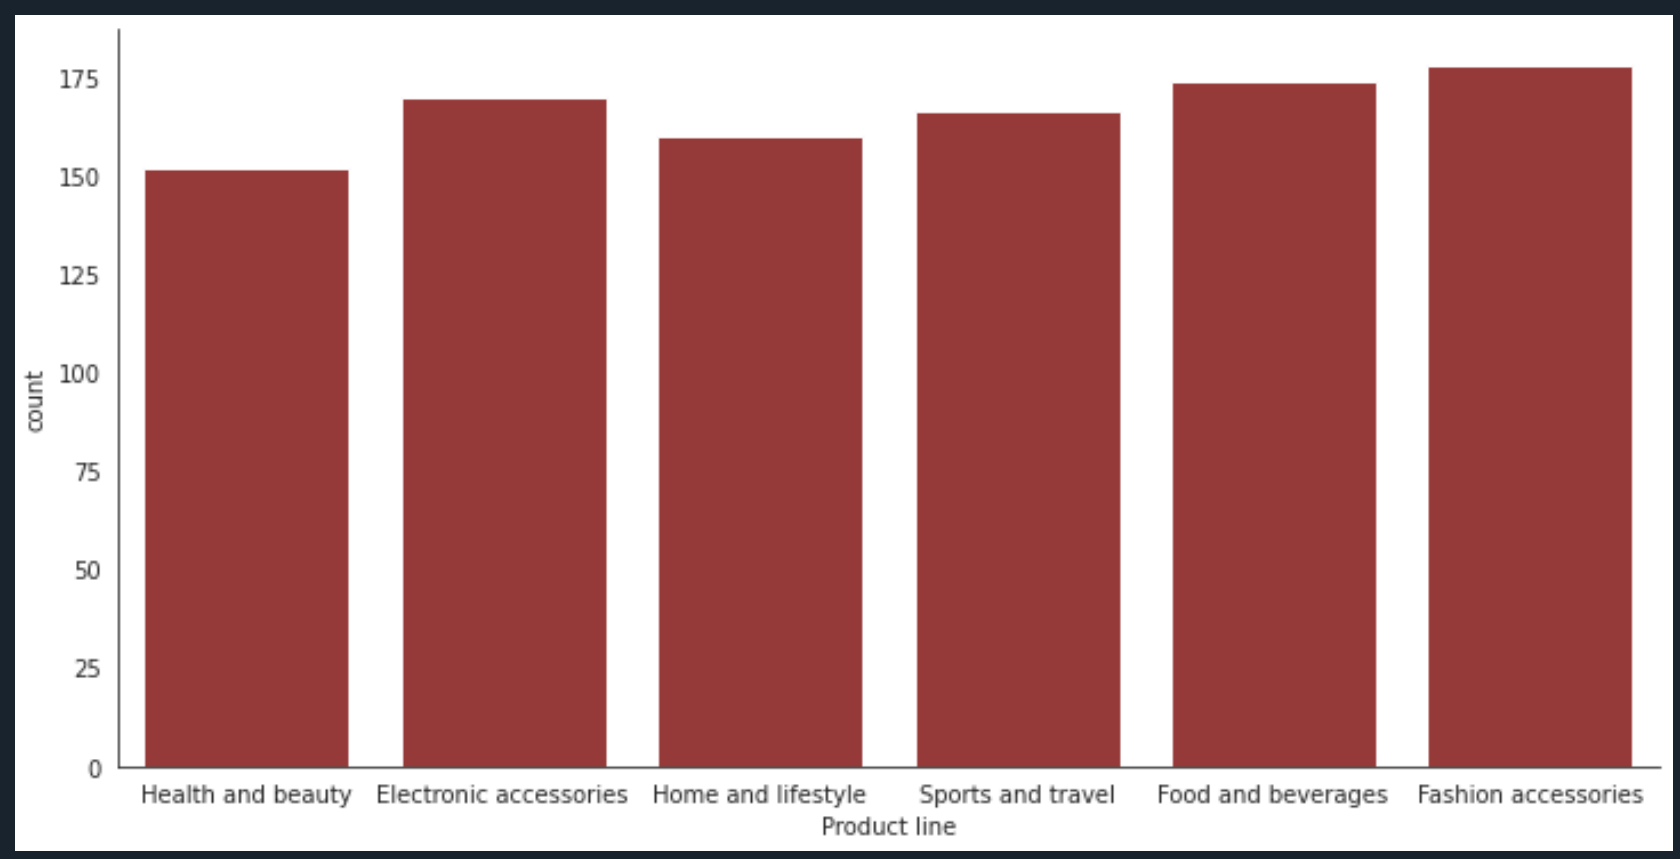 175
150
125
100
75
50
25
0
count
Health and beauty Electronic accessories Home and lifestyle Sports and travel Food and beverages Fashion accessories
Product line